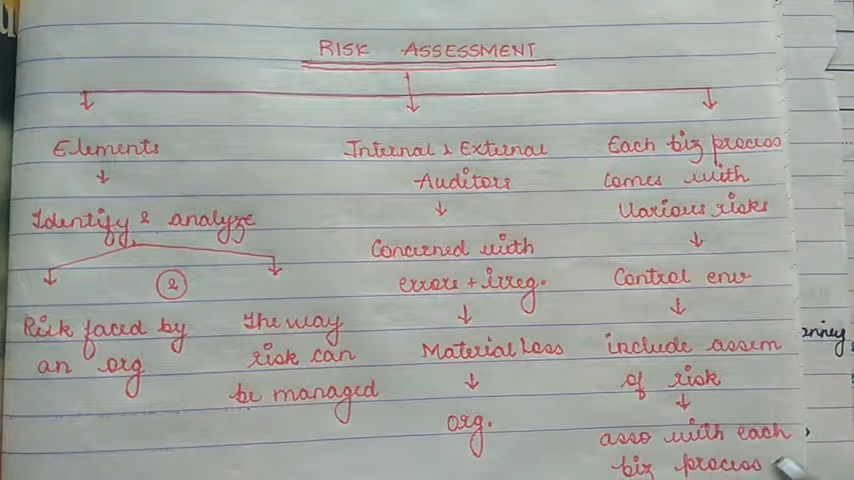 RISK ASSESSMENT
Elements
Identify & analyze
&
Risk faced by
an org
The way
risk can
be managed
Internal & External
Auditors
Concerned with
errors + irreg.
Material Loss
org.
Each biz process
comes with
Various risks
Control env
include assem
of risk
asso with each
biz process